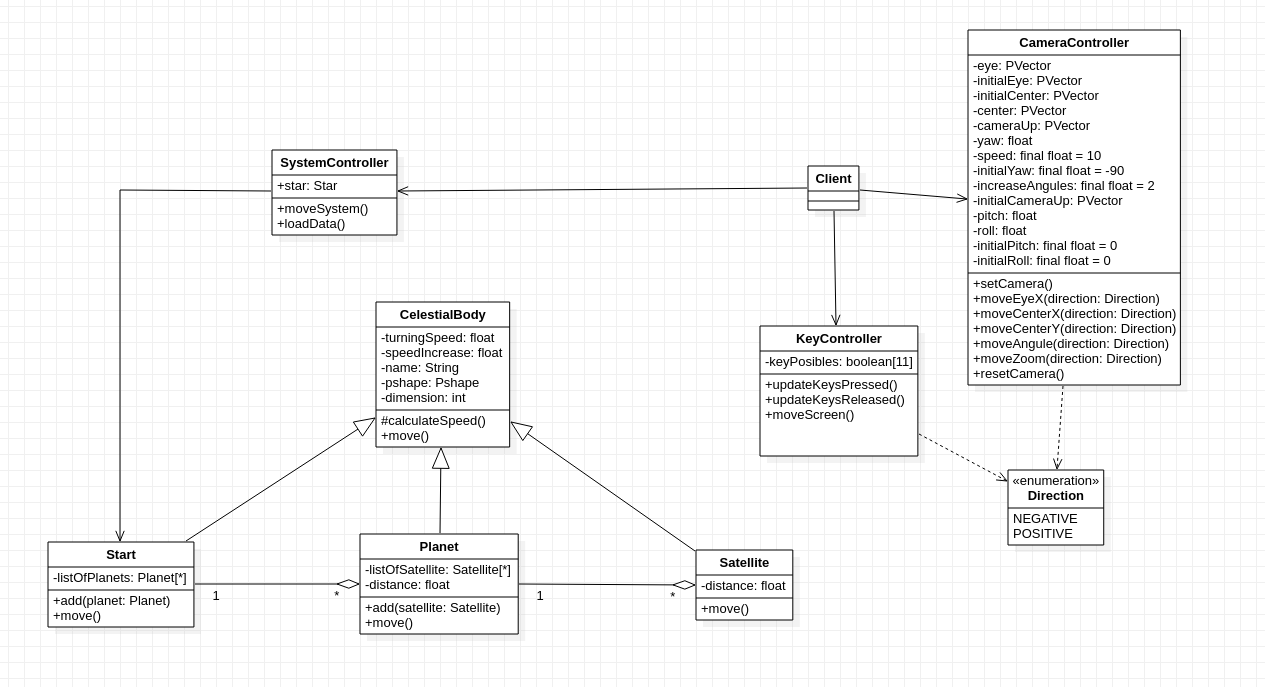 CameraController
-eye: PVector
-initialEye: PVector
-initialCenter: PVector
-center: PVector
-cameraUp: PVector
-yaw: float
-speed: final float = 10
-initialYaw: final float = -90
-increaseAngules: final float = 2
-initialCameraUp: PVector
-pitch: float
-roll: float
-initialPitch: final float = 0
-initialRoll: final float = 0
+setCamera()
+moveEyeX(direction: Direction)
+moveCenterX(direction: Direction)
+moveCenterY(direction: Direction)
+moveAngule(direction: Direction)
+moveZoom(direction: Direction)
+resetCamera()
SystemController
+star: Star
+moveSystem()
+loadData()
Client
CelestialBody
-turningSpeed: float
-speedIncrease: float
-name: String
-pshape: Pshape
-dimension: int
#calculateSpeed()
+move()
KeyController
-keyPosibles: boolean[11]
+updateKeysPressed()
+updateKeysReleased()
+moveScreen()
«enumeration»
Direction
NEGATIVE
POSITIVE
Start
-listOfPlanets: Planet[*]
+add(planet: Planet)
+move()
1
*
Planet
-listOfSatellite: Satellite[*]
-distance: float
+add(satellite: Satellite)
+move()
1
*
Satellite
-distance: float
+move()